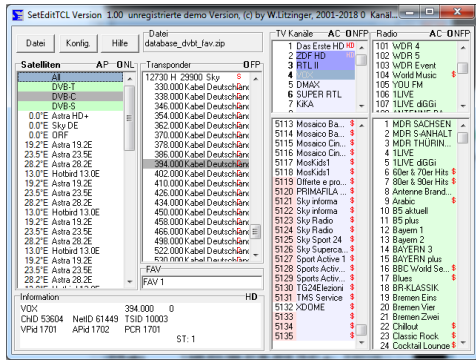 SetEditTCL Version 1.00 unregistrierte demo Version, (c) by W.Litzinger, 2001-2018 0 Kanäl...
Datei
Konfig.
Hilfe
Datei
database_dvbt_fav.zip
Satelliten AP-ONL
All
DVB-T
DVB-C
DVB-S
0.0°E Astra HD+
0.0°E Sky DE
0.0°E ORF
19.2°E Astra 19.2E
23.5°E Astra 23.5E
28.2°E Astra 28.2E
13.0°E Hotbird 13.0E
19.2°E Astra 19.2E
23.5°E Astra 23.5E
28.2°E Astra 28.2E
13.0°E Hotbird 13.0E
19.2°E Astra 19.2E
23.5°E Astra 23.5E
28.2°E Astra 28.2E
13.0°E Hotbird 13.0E
19.2°E Astra 19.2E
23.5°E Astra 23.5E
28.2°E Astra 28.2E
Transponder OFP
12730 H 29900 Sky S
330.000 Kabel Deutschland
338.000 Kabel Deutschland
346.000 Kabel Deutschland
354.000 Kabel Deutschland
362.000 Kabel Deutschland
370.000 Kabel Deutschland
378.000 Kabel Deutschland
386.000 Kabel Deutschland
394.000 Kabel Deutschland
402.000 Kabel Deutschland
410.000 Kabel Deutschland
426.000 Kabel Deutschland
434.000 Kabel Deutschland
442.000 Kabel Deutschland
450.000 Kabel Deutschland
458.000 Kabel Deutschland
466.000 Kabel Deutschland
498.000 Kabel Deutschland
522.000 Kabel Deutschland
530.000 Kabel Deutschland
FAV
FAV 1
Information HD
VOX 394.000 0
ChID 53604 NetID 61449 TSID 10003
VPid 1701 APid 1702 PCR 1701
ST: 1
TV Kanäle AC-ONFP
1 Das Erste HD HD
2 ZDF HD
3 RTL II
4
5 DMAX
6 SUPER RTL
7 KiKA
5113 Mosaico Ba... $
5114 Mosaico Ba... $
5115 Mosaico Cin... $
5116 Mosaico Cin... $
5117 MosKids1 $
5118 MosKids1 $
5119 Offerte e pro... $
5120 PRIMAFILA ... $
5121 Sky informa $
5122 Sky informa $
5123 Sky Radio $
5124 Sky Radio $
5125 Sky Sport 24 $
5126 Sky Superca... $
5127 Sport Active 1 $
5128 Sports Activ... $
5129 Sports Activ... $
5130 TG24Elezioni $
5131 TMS Service $
5132 XDOME $
5133 $
5134 $
5135 $
Radio AC-ONFP
101 WDR 4
102 WDR 5
103 WDR Event
104 World Music $
105 YOU FM
106 1LIVE
107 1LIVE diGGi
1 MDR SACHSEN
2 MDR S-ANHALT
3 MDR THÜRIN...
4 1LIVE
5 1LIVE diGGi
6 60er & 70er Hits $
7 80er & 90er Hits $
8 Antenne Brand...
9 Arabic $
10 B5 aktuell
11 B5 plus
12 Bayern 1
13 Bayern 2
14 BAYERN 3
15 BAYERN plus
16 BBC World Se... $
17 Blues $
18 BR-KLASSIK
19 Bremen Eins
20 Bremen Vier
21 Bremen Zwei
22 Chillout $
23 Classic Rock $
24 Cocktail Lounge $